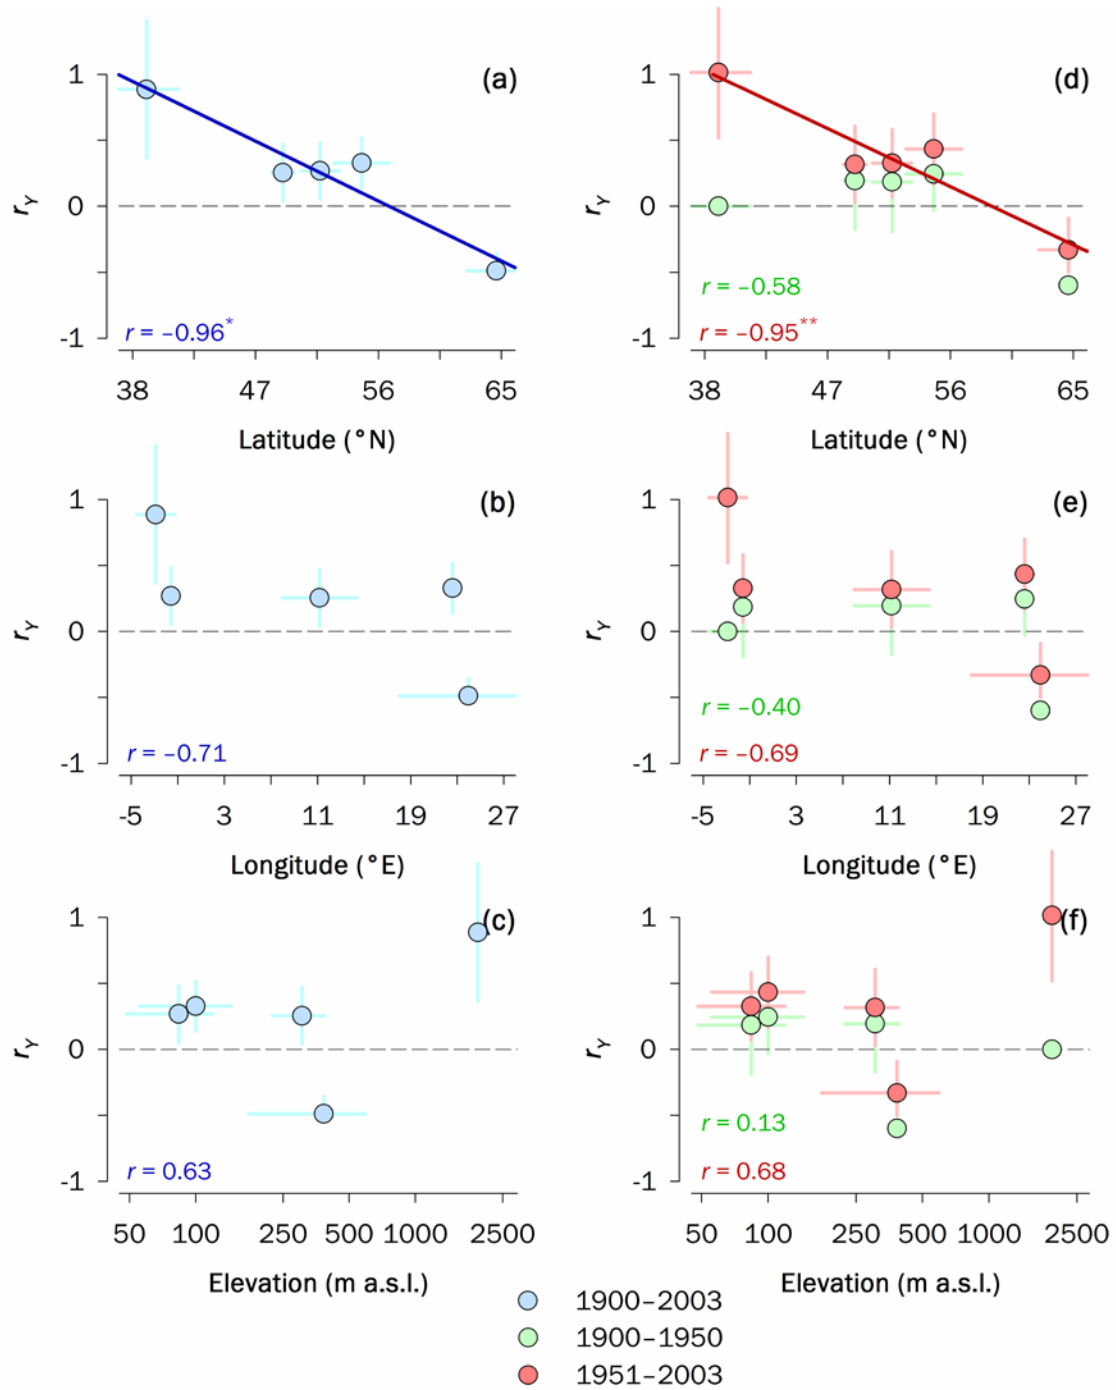 (a)
1
0
-1
r_Y
r = −0.96*
38 47 56 65
Latitude (°N)
(d)
1
0
-1
r_Y
r = −0.58
r = −0.95**
38 47 56 65
Latitude (°N)
(b)
1
0
-1
r_Y
r = −0.71
-5 3 11 19 27
Longitude (°E)
(e)
1
0
-1
r_Y
r = −0.40
r = −0.69
-5 3 11 19 27
Longitude (°E)
(c)
1
0
-1
r_Y
r = 0.63
50 100 250 500 1000 2500
Elevation (m a.s.l.)
(f)
1
0
-1
r_Y
r = 0.13
r = 0.68
50 100 250 500 1000 2500
Elevation (m a.s.l.)
1900–2003
1900–1950
1951–2003